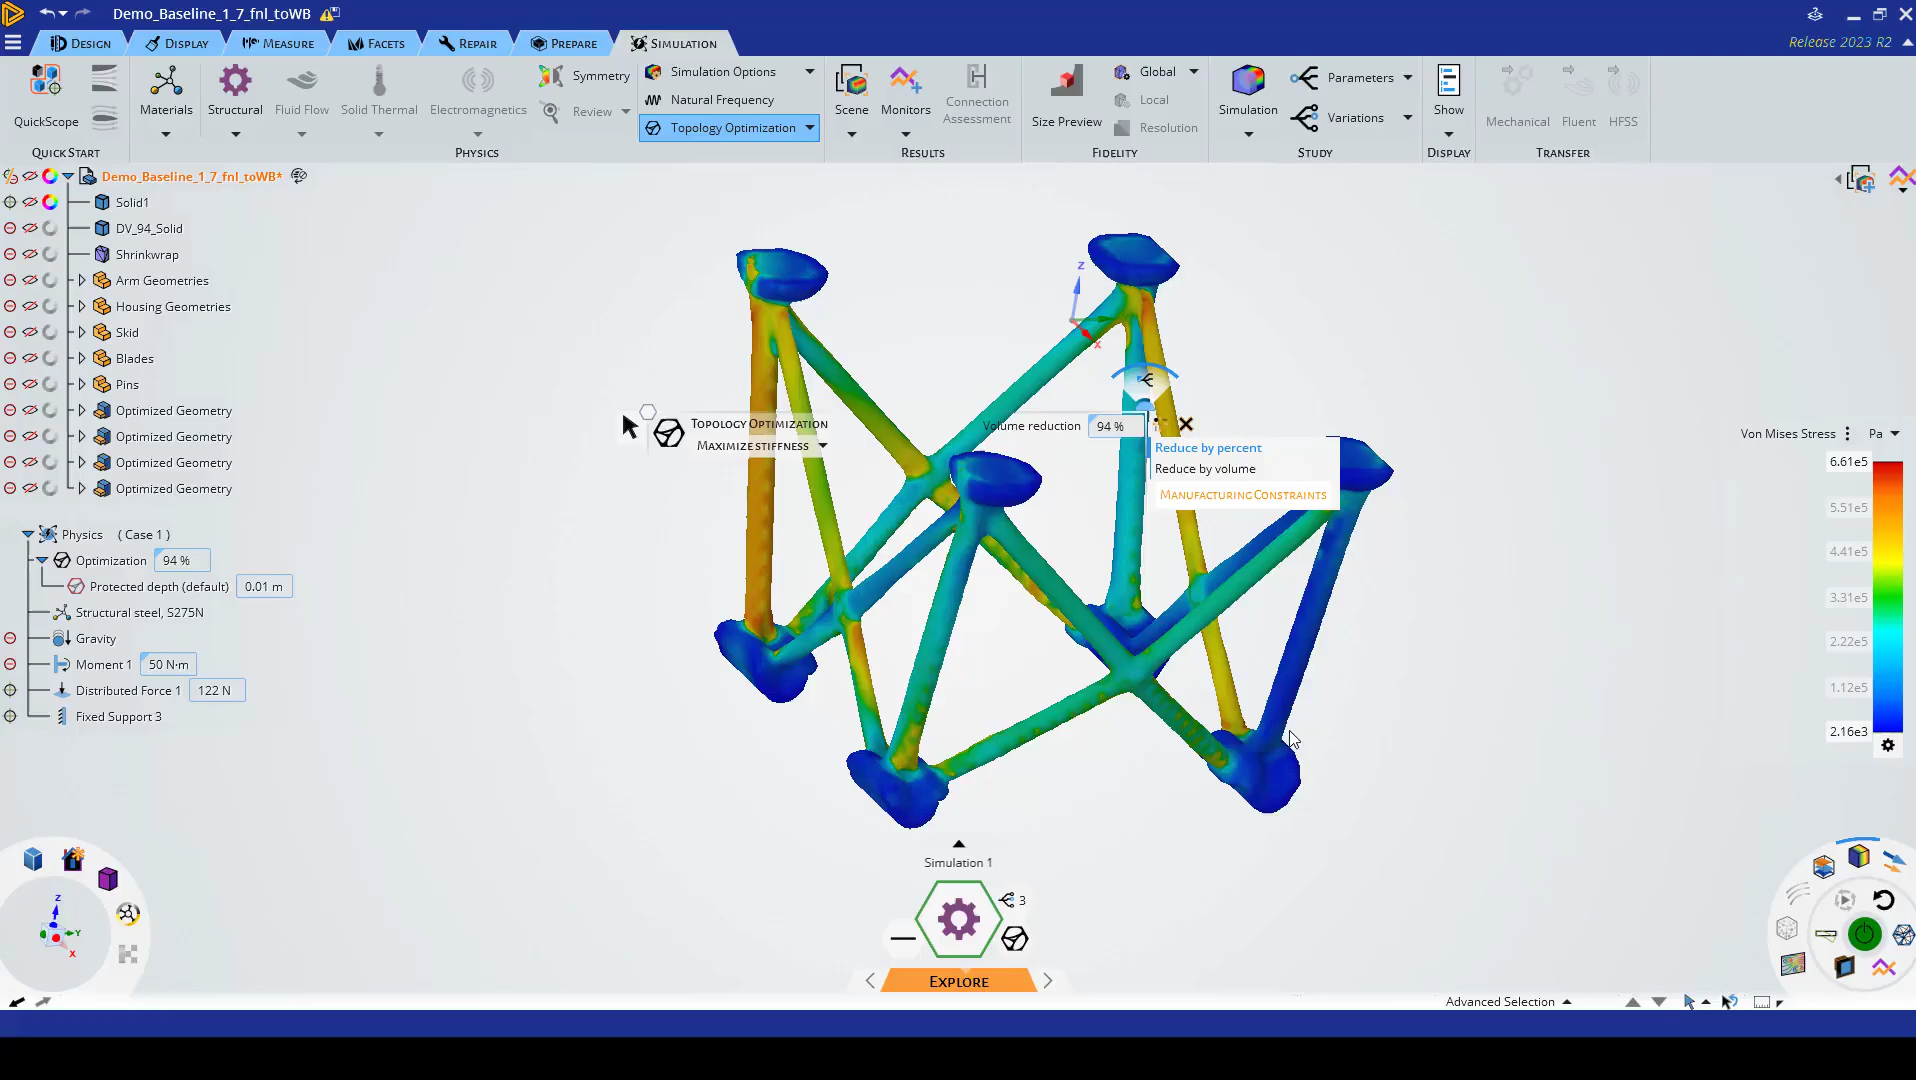 Demo_Baseline_1_7_fnl_toWB
Release 2023 R2
Design
Display
Measure
Facets
Repair
Prepare
Simulation
QuickScope
Quick Start
Materials
Structural
Fluid Flow
Solid Thermal
Electromagnetics
Symmetry
Review
Physics
Simulation Options
Natural Frequency
Topology Optimization
Scene
Monitors
Connection
Assessment
Results
Size Preview
Global
Local
Resolution
Fidelity
Simulation
Parameters
Variations
Study
Show
Display
Mechanical
Fluent
HFSS
Transfer
Demo_Baseline_1_7_fnl_toWB*
Solid1
DV_94_Solid
Shrinkwrap
Arm Geometries
Housing Geometries
Skid
Blades
Pins
Optimized Geometry
Optimized Geometry
Optimized Geometry
Optimized Geometry
Physics (Case 1)
Optimization 94 %
Protected depth (default) 0.01 m
Structural steel, S275N
Gravity
Moment 1 50 N·m
Distributed Force 1 122 N
Fixed Support 3
Z
X
Topology Optimization
Maximize stiffness
Volume reduction 94 %
Reduce by percent
Reduce by volume
Manufacturing Constraints
Von Mises Stress Pa
6.61e5
5.51e5
4.41e5
3.31e5
2.22e5
1.12e5
2.16e3
Z
Y
X
Simulation 1
3
Explore
Advanced Selection